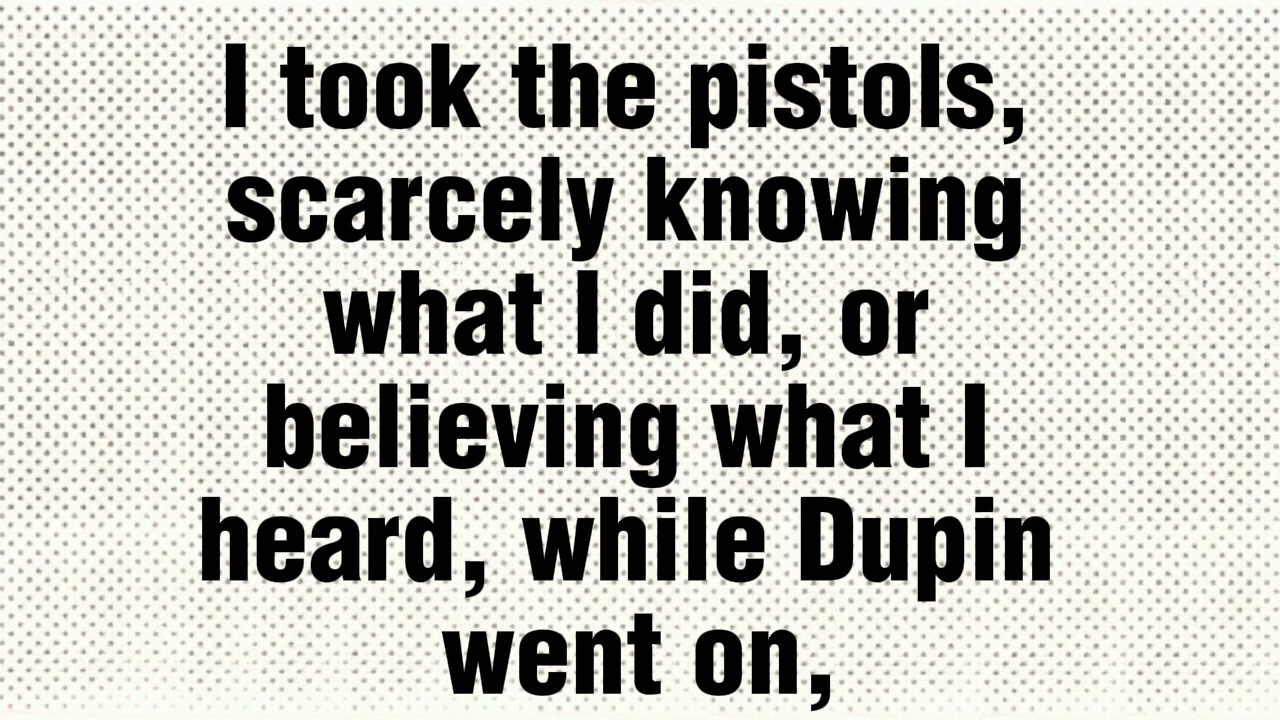 I took the pistols,
scarcely knowing
what I did, or
believing what I
heard, while Dupin
went on,